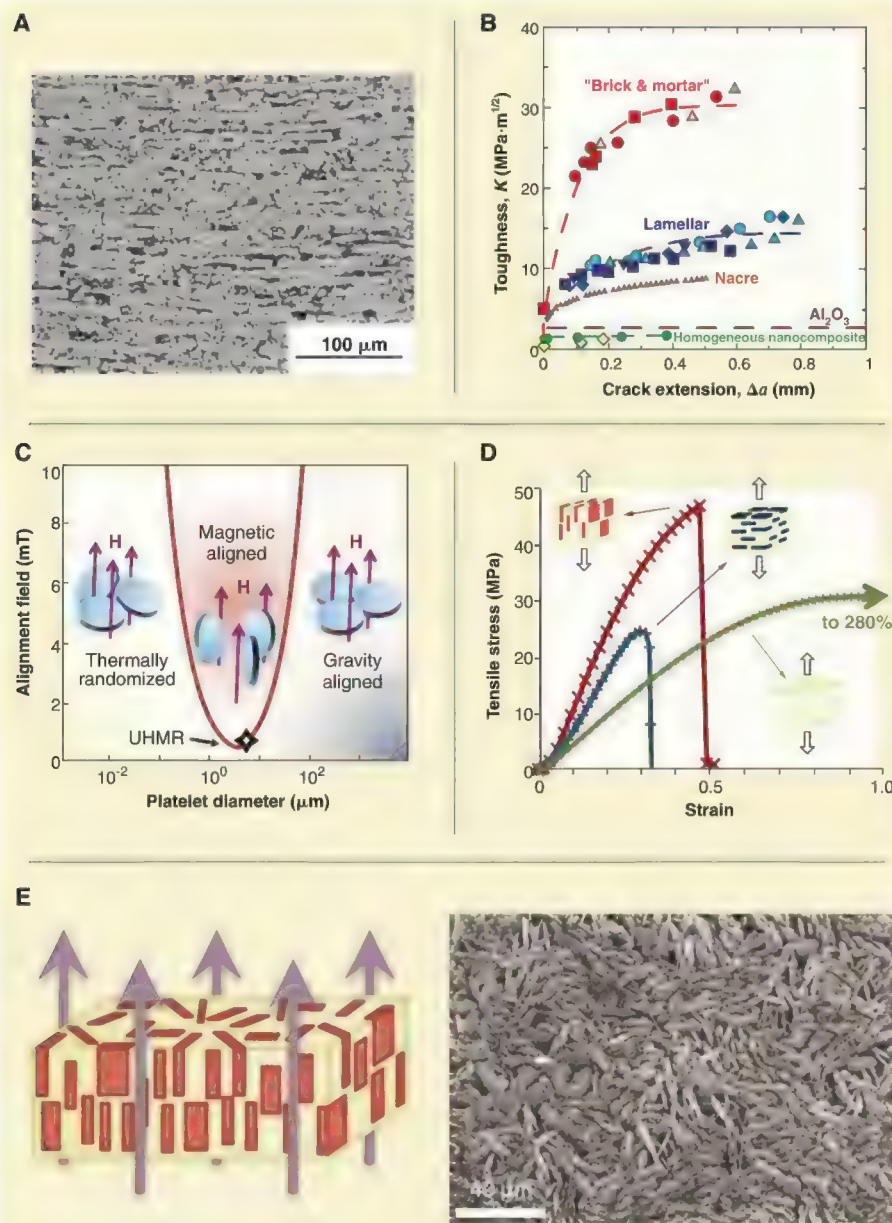 A
100 µm
B
Toughness, K (MPa·m1/2)
40
30
20
10
0
"Brick & mortar"
Lamellar
Nacre
Al2O3
Homogeneous nanocomposite
0
0.2
0.4
0.6
0.8
1
Crack extension, Δa (mm)
C
Alignment field (mT)
10
8
6
4
2
0
H
Thermally
randomized
Magnetic
aligned
H
H
Gravity
aligned
UHMR
10-2
100
102
Platelet diameter (µm)
D
Tensile stress (MPa)
50
40
30
20
10
0
to 280%
0
0.5
1.0
Strain
E
40 µm